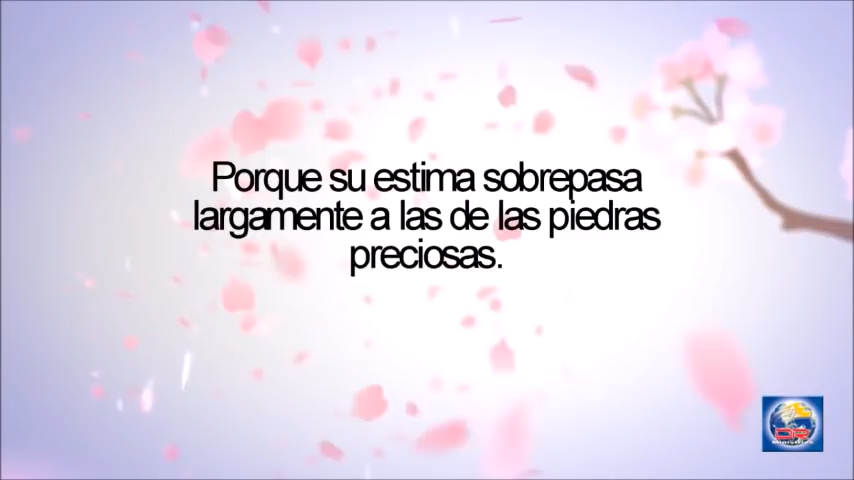 Porque su estima sobrepasa
largamente a las de las piedras
preciosas.